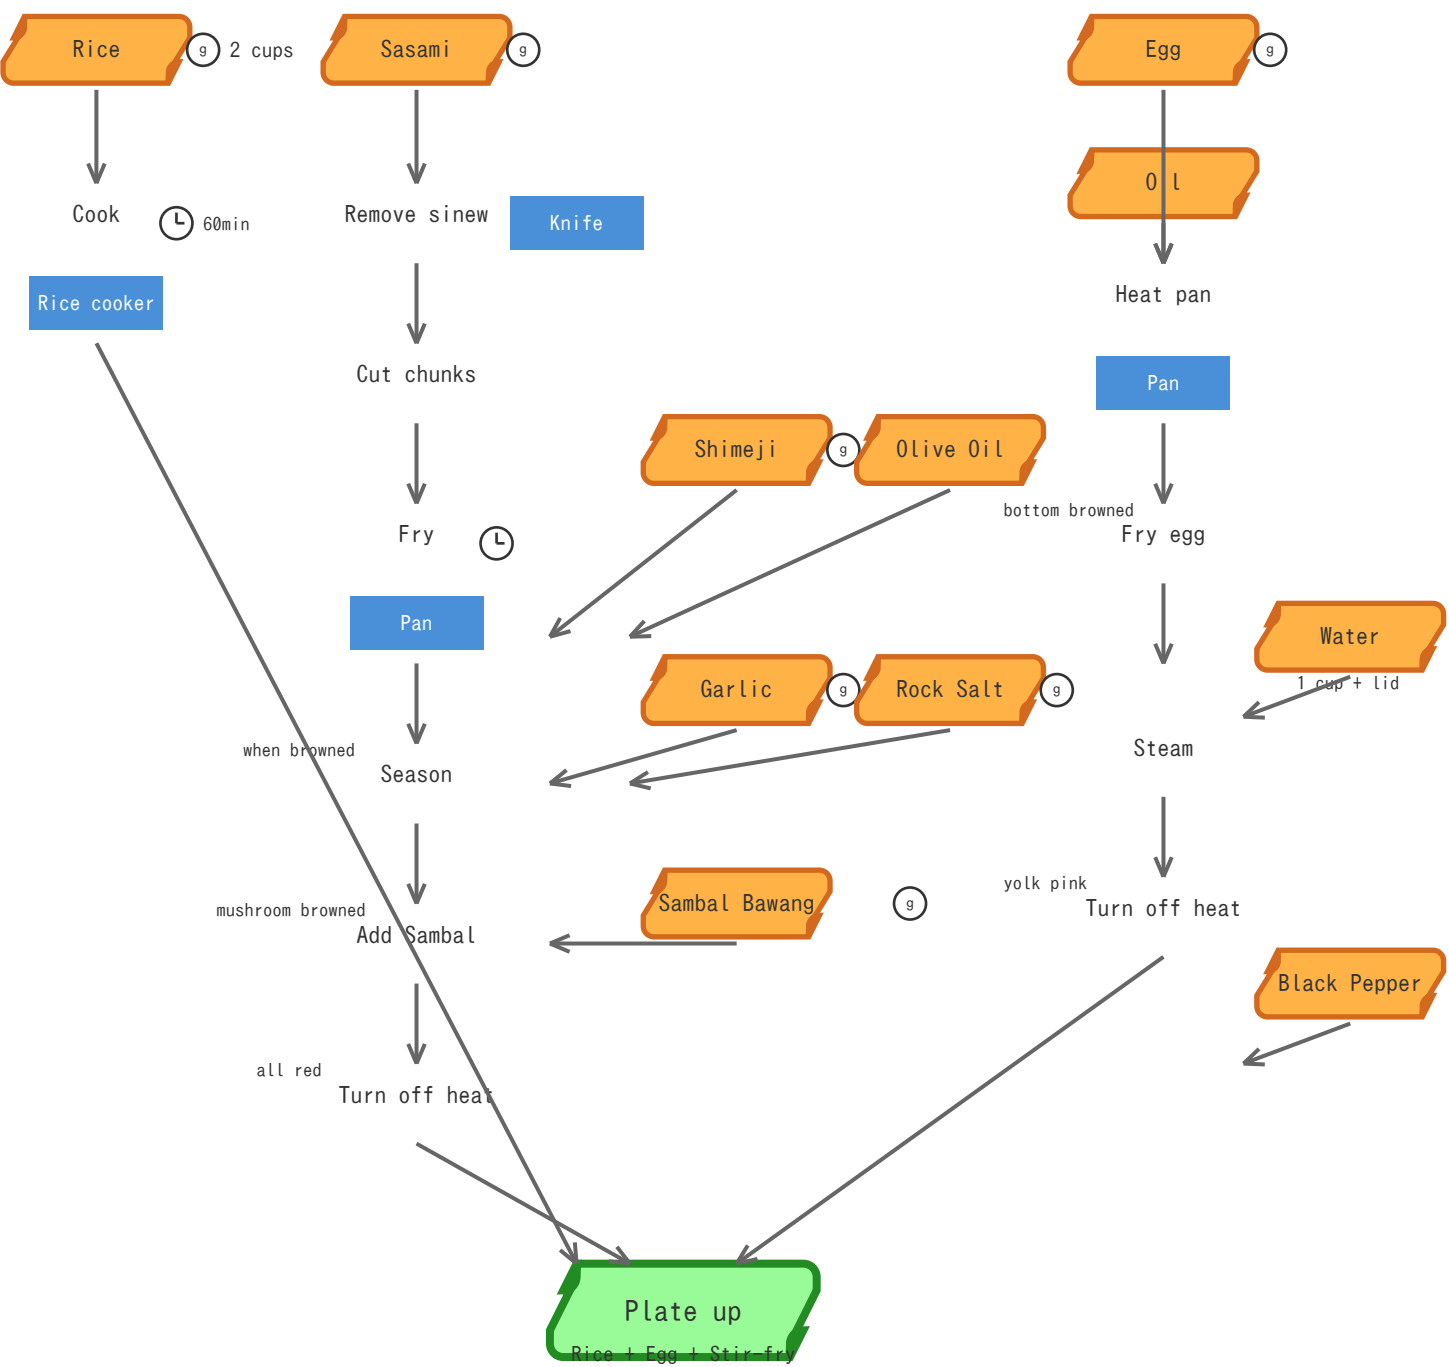 Rice
g
2 cups
Sasami
g
Egg
g
Oil
Cook
60min
Remove sinew
Knife
Rice cooker
Heat pan
Cut chunks
Pan
Shimeji
g
Olive Oil
bottom browned
Fry
Fry egg
Pan
Water
1 cup + lid
Garlic
g
Rock Salt
g
when browned
Season
Steam
yolk pink
mushroom browned
Sambal Bawang
g
Turn off heat
Add Sambal
Black Pepper
all red
Turn off heat
Plate up
Rice + Egg + Stir-fry